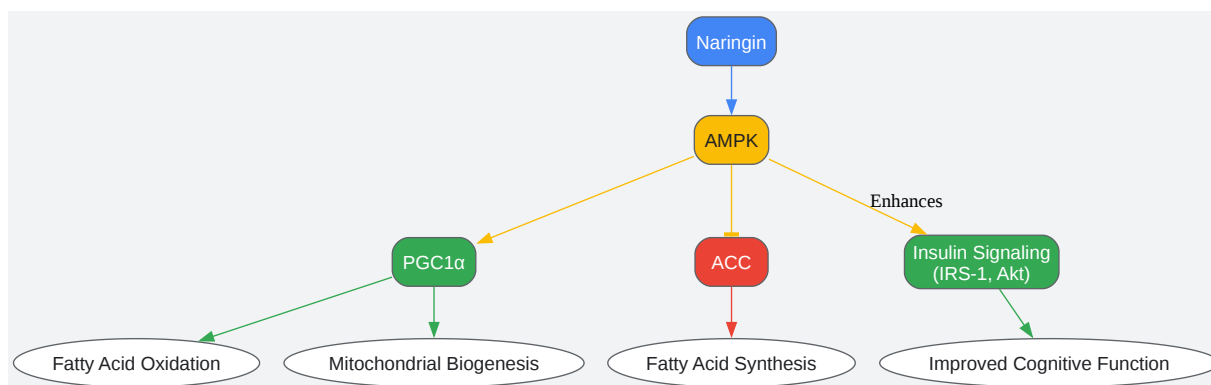 Naringin
AMPK
Enhances
PGC1α
ACC
Insulin Signaling
(IRS-1, Akt)
Fatty Acid Oxidation
Mitochondrial Biogenesis
Fatty Acid Synthesis
Improved Cognitive Function